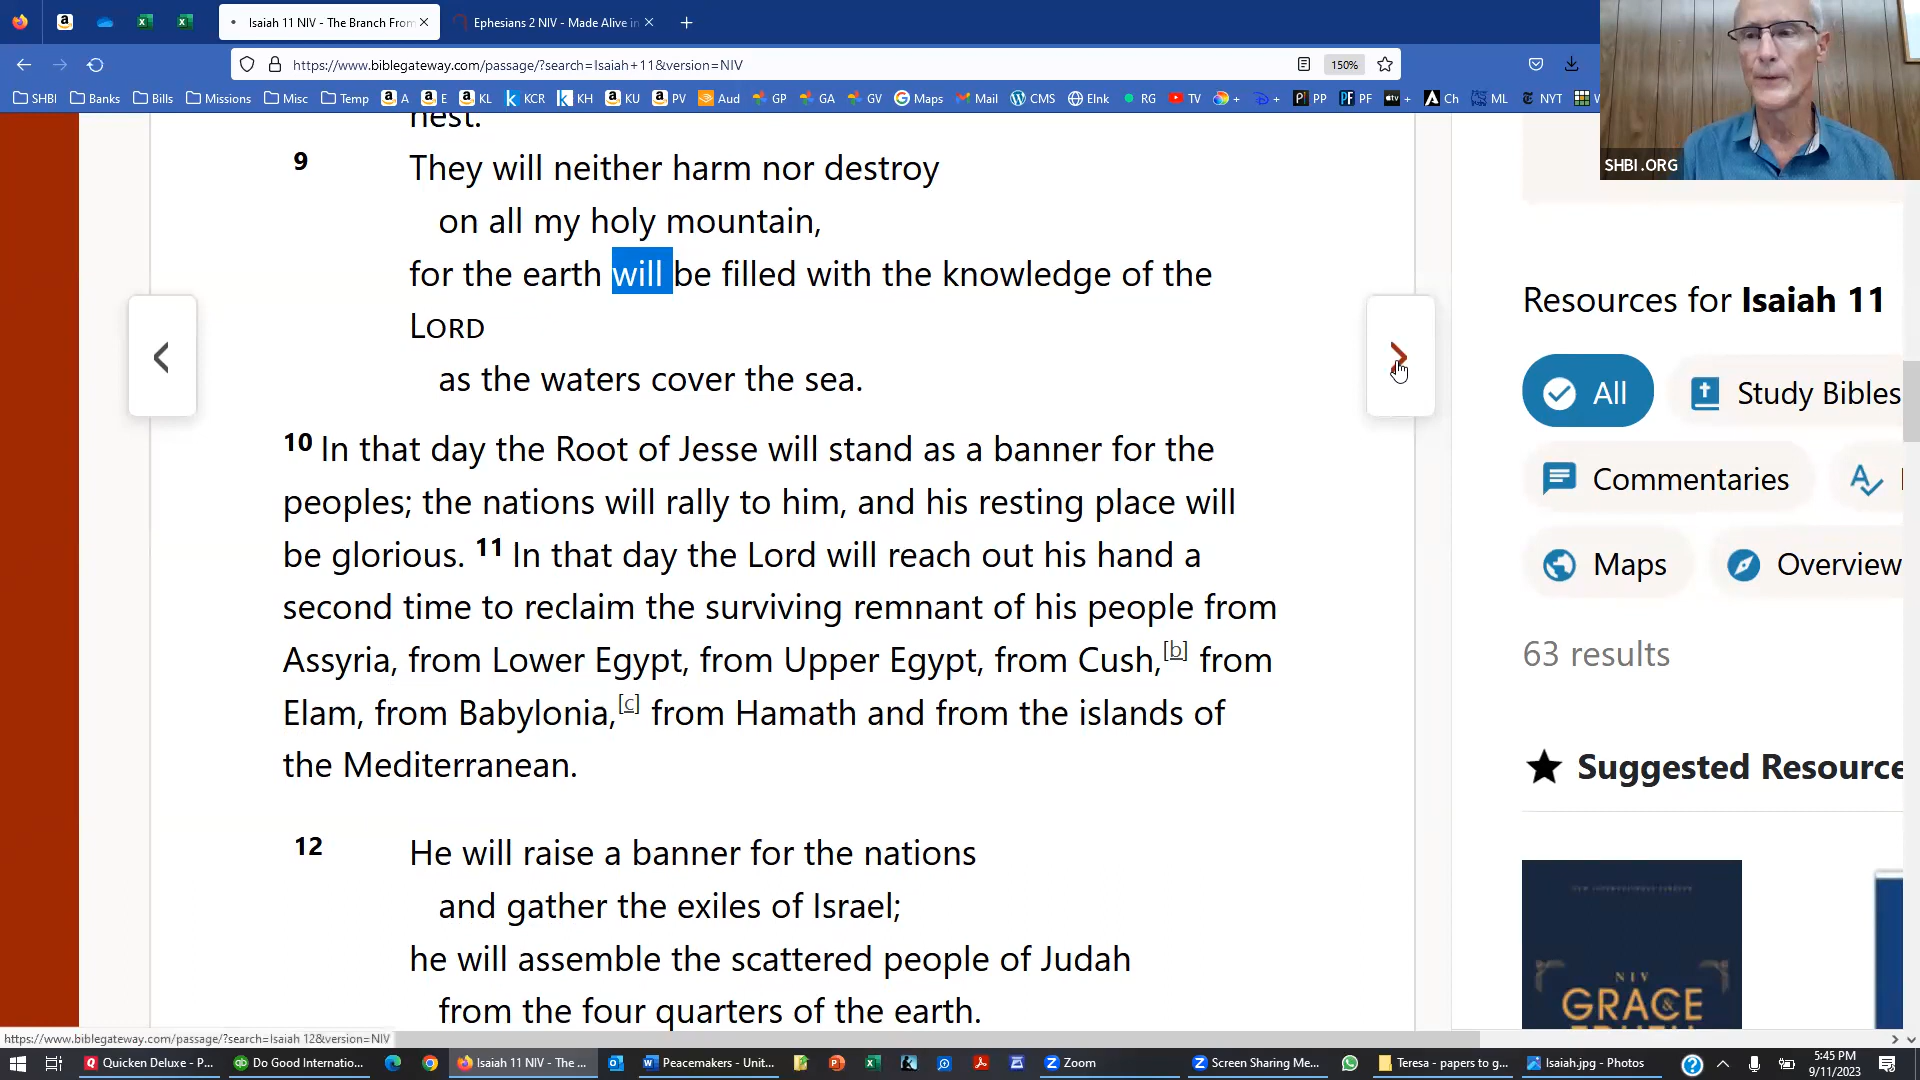 Isaiah 11 NIV - The Branch From
Ephesians 2 NIV - Made Alive in
https://www.biblegateway.com/passage/?search=Isaiah+11&version=NIV
150%
SHBI Banks Bills Missions Misc Temp A E KL KCR KH KU PV Aud GP GA GV Maps Mail CMS EInk RG TV + + PP PF + Ch ML NYT
SHBI.ORG
nest.
9 They will neither harm nor destroy
on all my holy mountain,
for the earth will be filled with the knowledge of the
LORD
as the waters cover the sea.
10 In that day the Root of Jesse will stand as a banner for the
peoples; the nations will rally to him, and his resting place will
be glorious. 11 In that day the Lord will reach out his hand a
second time to reclaim the surviving remnant of his people from
Assyria, from Lower Egypt, from Upper Egypt, from Cush,[b] from
Elam, from Babylonia,[c] from Hamath and from the islands of
the Mediterranean.
12 He will raise a banner for the nations
and gather the exiles of Israel;
he will assemble the scattered people of Judah
from the four quarters of the earth.
Resources for Isaiah 11
All Study Bibles
Commentaries
Maps Overview
63 results
Suggested Resource
NIV
GRACE &
TRUTH
https://www.biblegateway.com/passage/?search=Isaiah 12&version=NIV
Quicken Deluxe - P...
Do Good Internatio...
Isaiah 11 NIV - The ...
Peacemakers - Unit...
Zoom
Screen Sharing Me...
Teresa - papers to g...
Isaiah.jpg - Photos
5:45 PM
9/11/2023